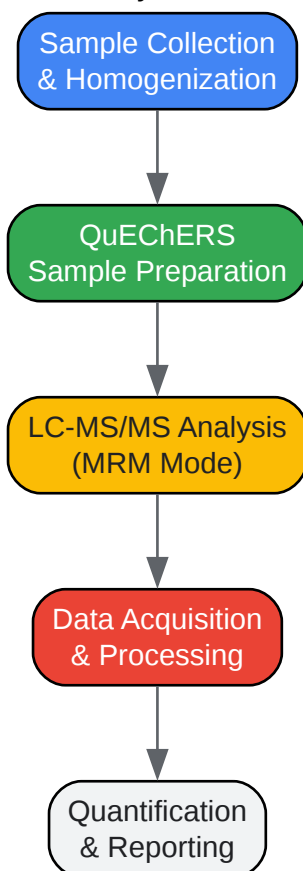 Sample Collection
& Homogenization
QuEChERS
Sample Preparation
LC-MS/MS Analysis
(MRM Mode)
Data Acquisition
& Processing
Quantification
& Reporting